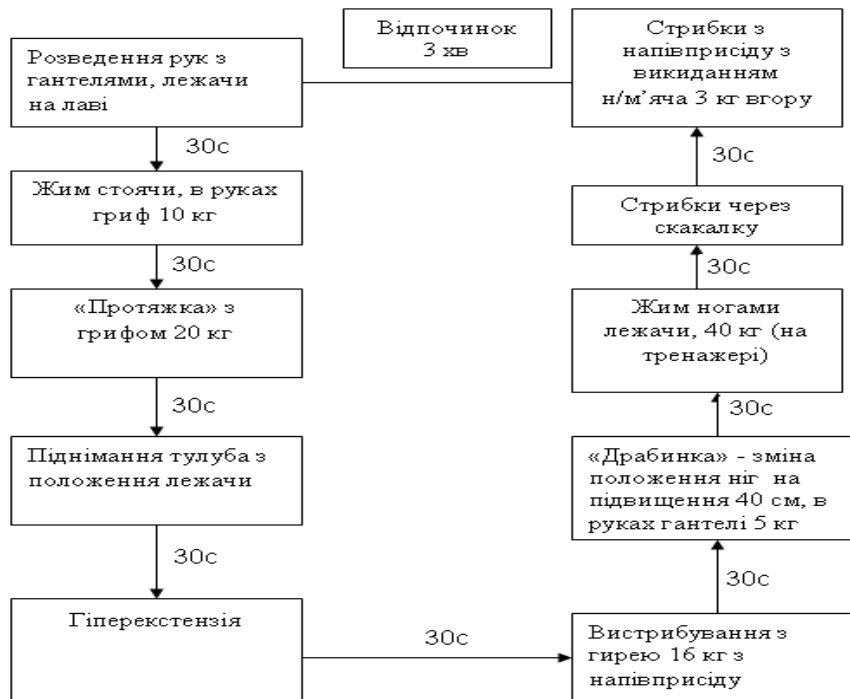 Відпочинок
3 хв
Розведення рук з
гантелями, лежачи
на лаві
30с
Жим стоячи, в руках
гриф 10 кг
30с
«Протяжка» з
грифом 20 кг
30с
Піднімання тулуба з
положення лежачи
30с
Гіперекстензія
30с
Вистрибування з
гирею 16 кг з
напівприсіду
30с
«Драбинка» - зміна
положення ніг на
підвищення 40 см, в
руках гантелі 5 кг
30с
Жим ногами
лежачи, 40 кг (на
тренажері)
30с
Стрибки через
скакалку
30с
Стрибки з
напівприсіду з
викиданням
н/м’яча 3 кг вгору